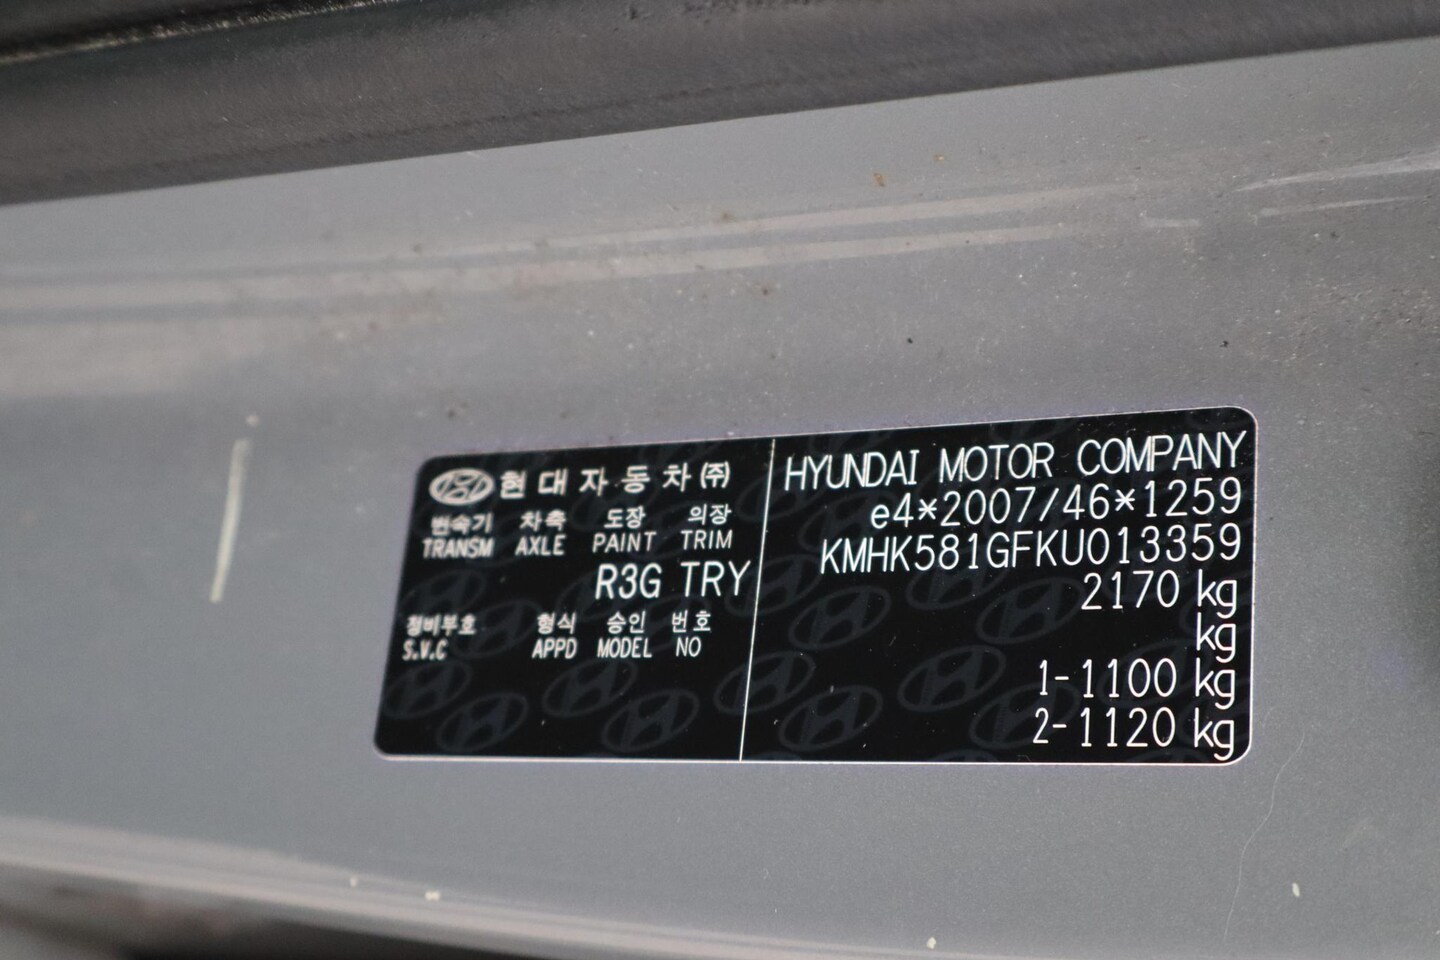 현대자동차(주)
변속기 차축 도장 의장
TRANSM AXLE PAINT TRIM
R3G TRY
정비부호 형식 승인 번호
S.V.C APPD MODEL NO
HYUNDAI MOTOR COMPANY
e4*2007/46*1259
KMHK581GFKU013359
2170 kg
kg
1-1100 kg
2-1120 kg